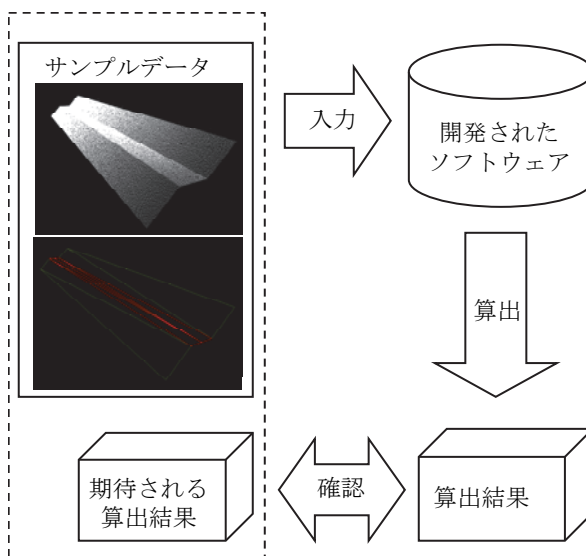 サンプルデータ
入力
開発された
ソフトウェア
算出
期待される
算出結果
確認
算出結果